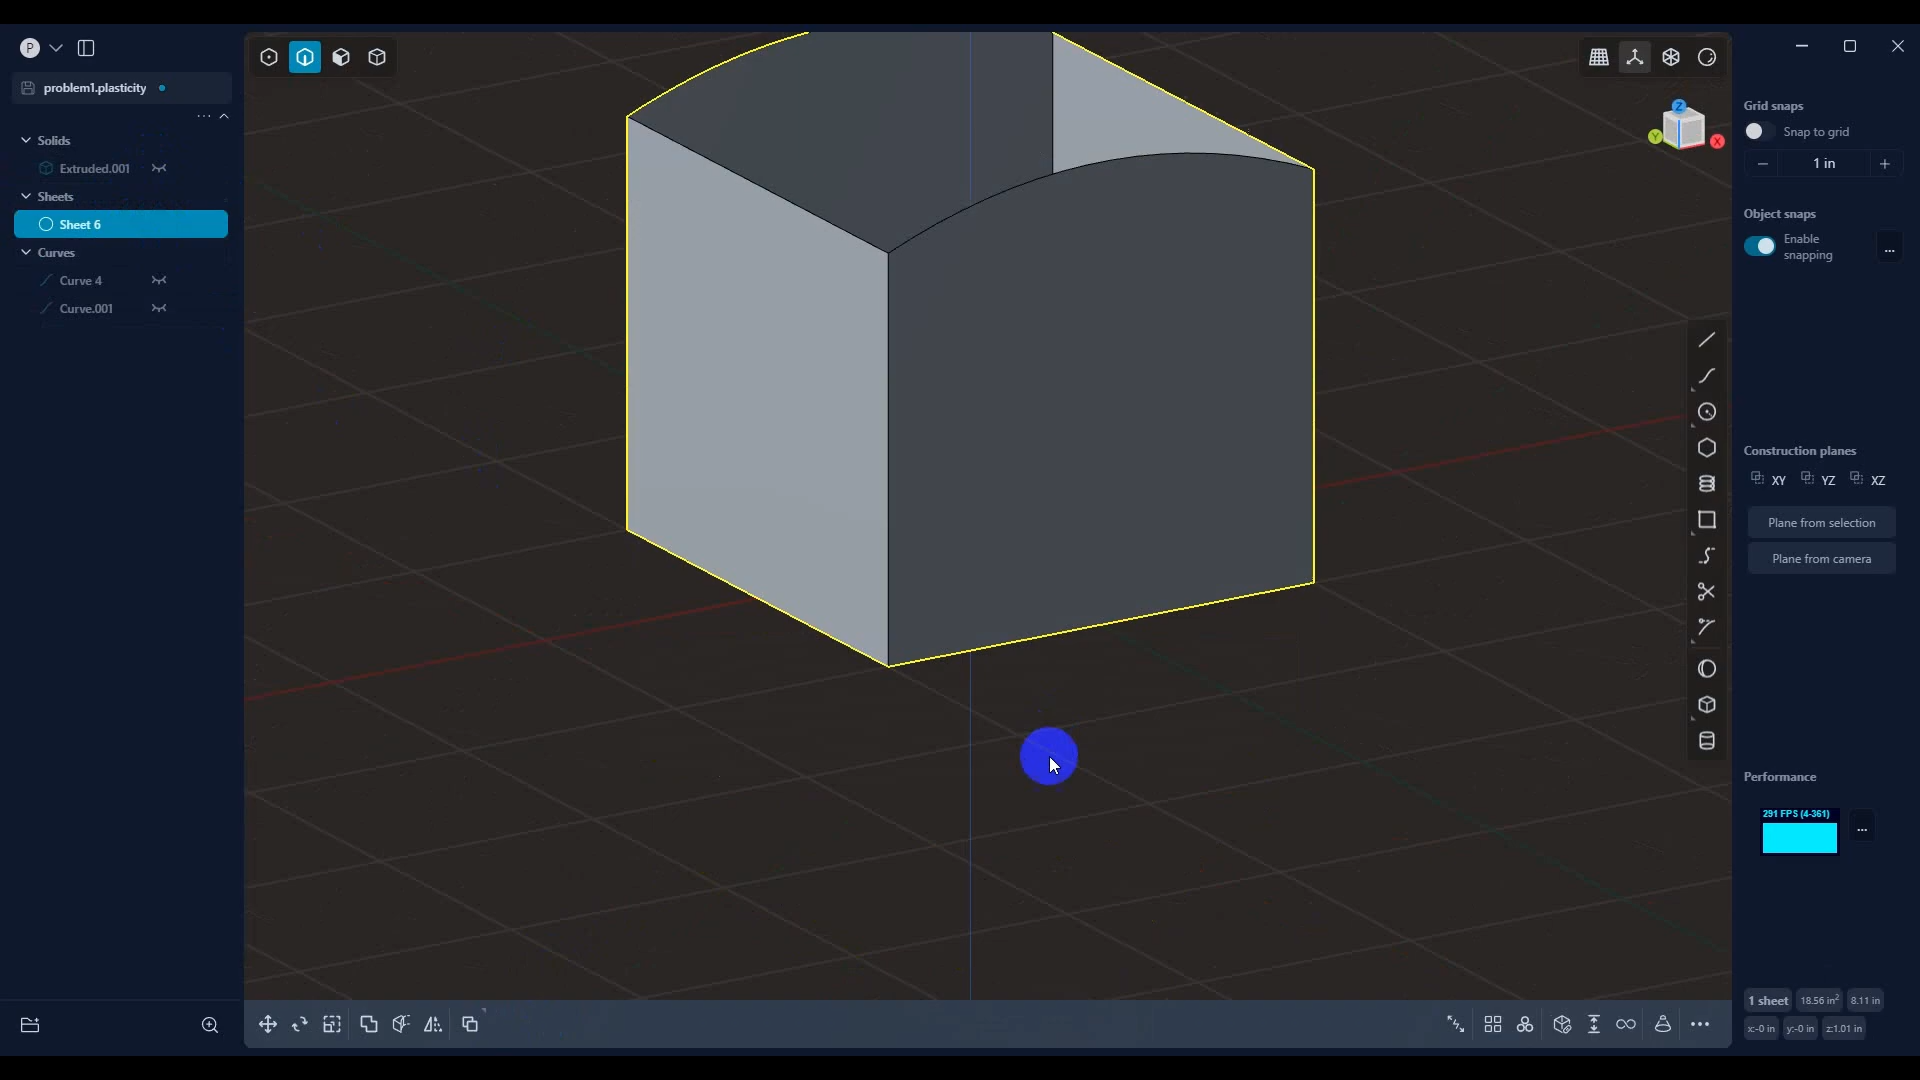 P
problem1.plasticity
Solids
Extruded.001
Sheets
Sheet 6
Curves
Curve 4
Curve.001
Z
Y
X
Grid snaps
Snap to grid
1 in
Object snaps
Enable
snapping
...
Construction planes
XY
YZ
XZ
Plane from selection
Plane from camera
Performance
291 FPS (4-361)
...
1 sheet
18.56 in²
8.11 in
x:-0 in
y:-0 in
z:1.01 in